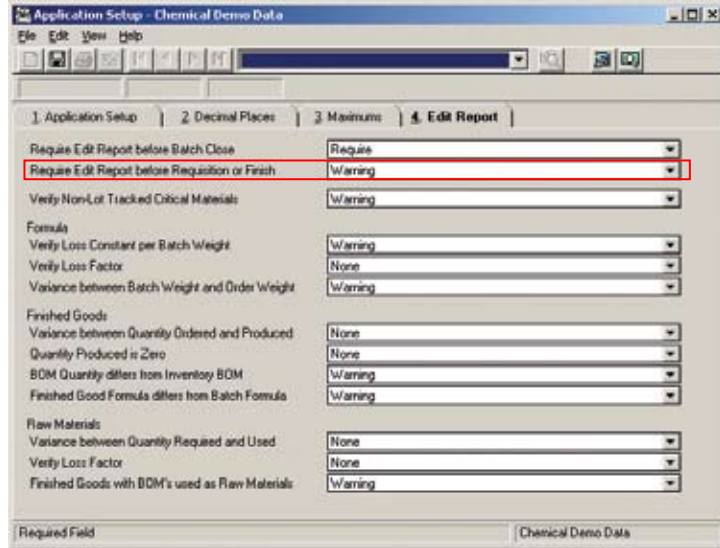 Application Setup - Chemical Demo Data
File Edit View Help
1. Application Setup 2. Decimal Places 3. Maximums 4. Edit Report
Require Edit Report before Batch Close Require
Require Edit Report before Requisition or Finish Warning
Verify Non-Lot Tracked Critical Materials Warning
Formula
Verify Loss Constant per Batch Weight Warning
Verify Loss Factor None
Variance between Batch Weight and Order Weight Warning
Finished Goods
Variance between Quantity Ordered and Produced None
Quantity Produced is Zero None
BOM Quantity differs from Inventory BOM Warning
Finished Good Formula differs from Batch Formula Warning
Raw Materials
Variance between Quantity Required and Used None
Verify Loss Factor None
Finished Goods with BOM's used as Raw Materials Warning
Required Field Chemical Demo Data